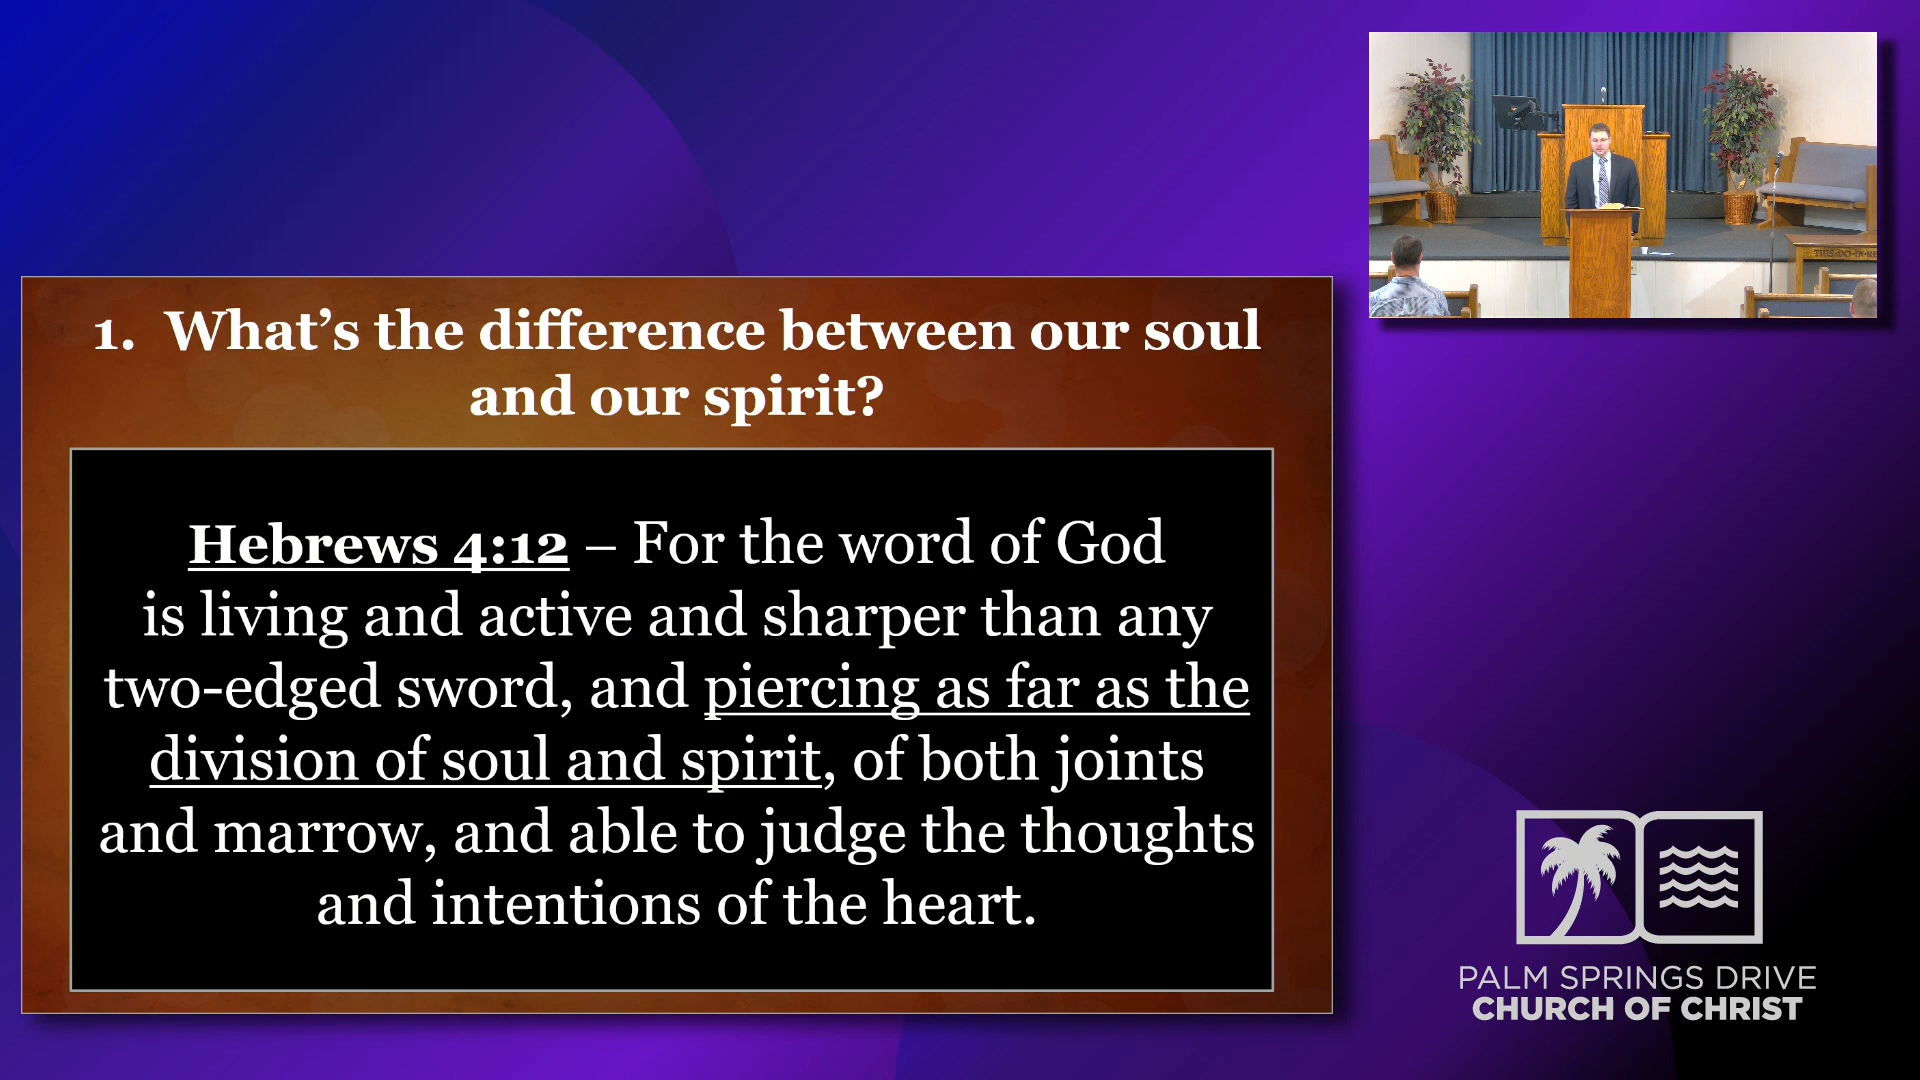 1. What’s the difference between our soul
and our spirit?
Hebrews 4:12 – For the word of God
is living and active and sharper than any
two-edged sword, and piercing as far as the
division of soul and spirit, of both joints
and marrow, and able to judge the thoughts
and intentions of the heart.
PALM SPRINGS DRIVE
CHURCH OF CHRIST